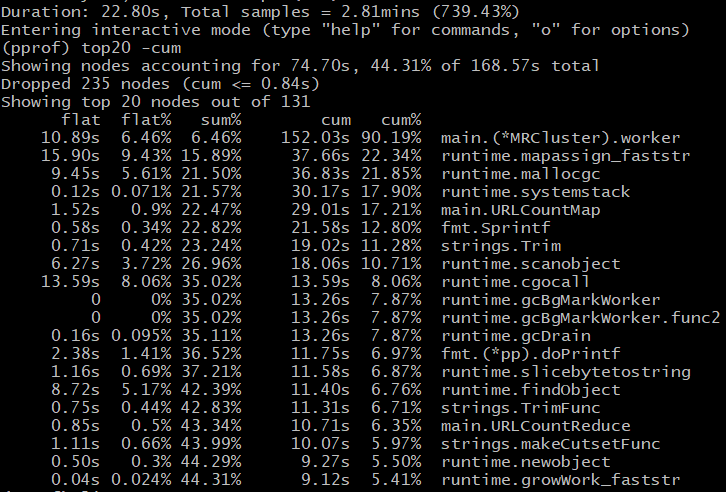 Duration: 22.80s, Total samples = 2.81mins (739.43%)
Entering interactive mode (type "help" for commands, "o" for options)
(pprof) top20 -cum
Showing nodes accounting for 74.70s, 44.31% of 168.57s total
Dropped 235 nodes (cum <= 0.84s)
Showing top 20 nodes out of 131
flat flat% sum% cum cum%
10.89s 6.46% 6.46% 152.03s 90.19% main.(*MRCluster).worker
15.90s 9.43% 15.89% 37.66s 22.34% runtime.mapassign_faststr
9.45s 5.61% 21.50% 36.83s 21.85% runtime.mallocgc
0.12s 0.071% 21.57% 30.17s 17.90% runtime.systemstack
1.52s 0.9% 22.47% 29.01s 17.21% main.URLCountMap
0.58s 0.34% 22.82% 21.58s 12.80% fmt.Sprintf
0.71s 0.42% 23.24% 19.02s 11.28% strings.Trim
6.27s 3.72% 26.96% 18.06s 10.71% runtime.scanobject
13.59s 8.06% 35.02% 13.59s 8.06% runtime.cgocall
0 0% 35.02% 13.26s 7.87% runtime.gcBgMarkWorker
0 0% 35.02% 13.26s 7.87% runtime.gcBgMarkWorker.func2
0.16s 0.095% 35.11% 13.26s 7.87% runtime.gcDrain
2.38s 1.41% 36.52% 11.75s 6.97% fmt.(*pp).doPrintf
1.16s 0.69% 37.21% 11.58s 6.87% runtime.slicebytetostring
8.72s 5.17% 42.39% 11.40s 6.76% runtime.findObject
0.75s 0.44% 42.83% 11.31s 6.71% strings.TrimFunc
0.85s 0.5% 43.34% 10.71s 6.35% main.URLCountReduce
1.11s 0.66% 43.99% 10.07s 5.97% strings.makeCutsetFunc
0.50s 0.3% 44.29% 9.27s 5.50% runtime.newobject
0.04s 0.024% 44.31% 9.12s 5.41% runtime.growWork_faststr